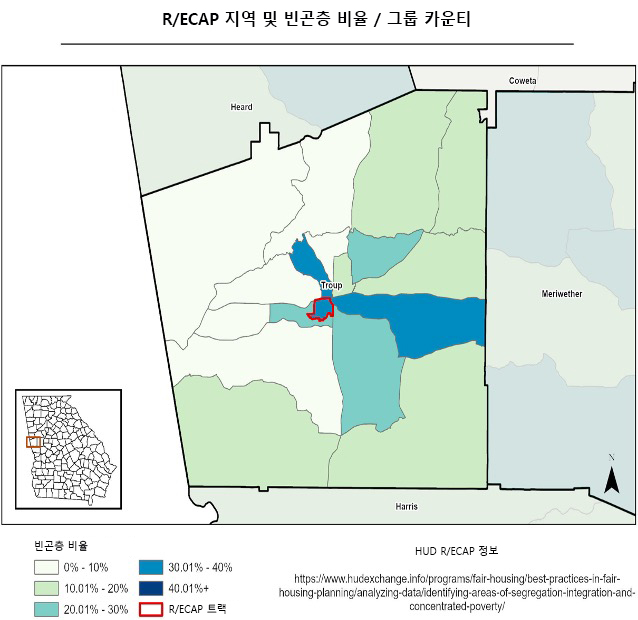 R/ECAP 지역 및 빈곤층 비율 / 그룹 카운티
Coweta
Heard
Troup
Meriwether
N
Harris
빈곤층 비율
0% - 10%
30.01% - 40%
10.01% - 20%
40.01%+
20.01% - 30%
R/ECAP 트랙
HUD R/ECAP 정보
https://www.hudexchange.info/programs/fair-housing/best-practices-in-fair-
housing-planning/analyzing-data/identifying-areas-of-segregation-integration-and-
concentrated-poverty/